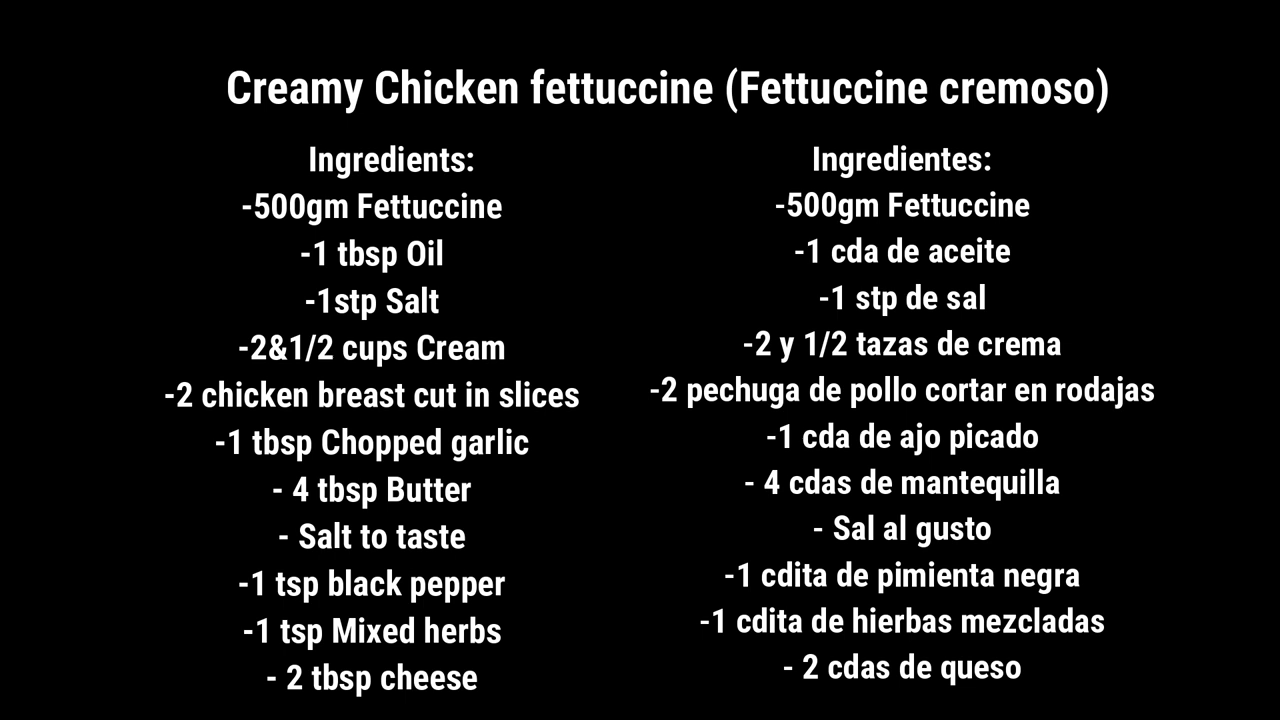 Creamy Chicken fettuccine (Fettuccine cremoso)
Ingredients:
-500gm Fettuccine
-1 tbsp Oil
-1stp Salt
-2&1/2 cups Cream
-2 chicken breast cut in slices
-1 tbsp Chopped garlic
- 4 tbsp Butter
- Salt to taste
-1 tsp black pepper
-1 tsp Mixed herbs
- 2 tbsp cheese
Ingredientes:
-500gm Fettuccine
-1 cda de aceite
-1 stp de sal
-2 y 1/2 tazas de crema
-2 pechuga de pollo cortar en rodajas
-1 cda de ajo picado
- 4 cdas de mantequilla
- Sal al gusto
-1 cdita de pimienta negra
-1 cdita de hierbas mezcladas
- 2 cdas de queso